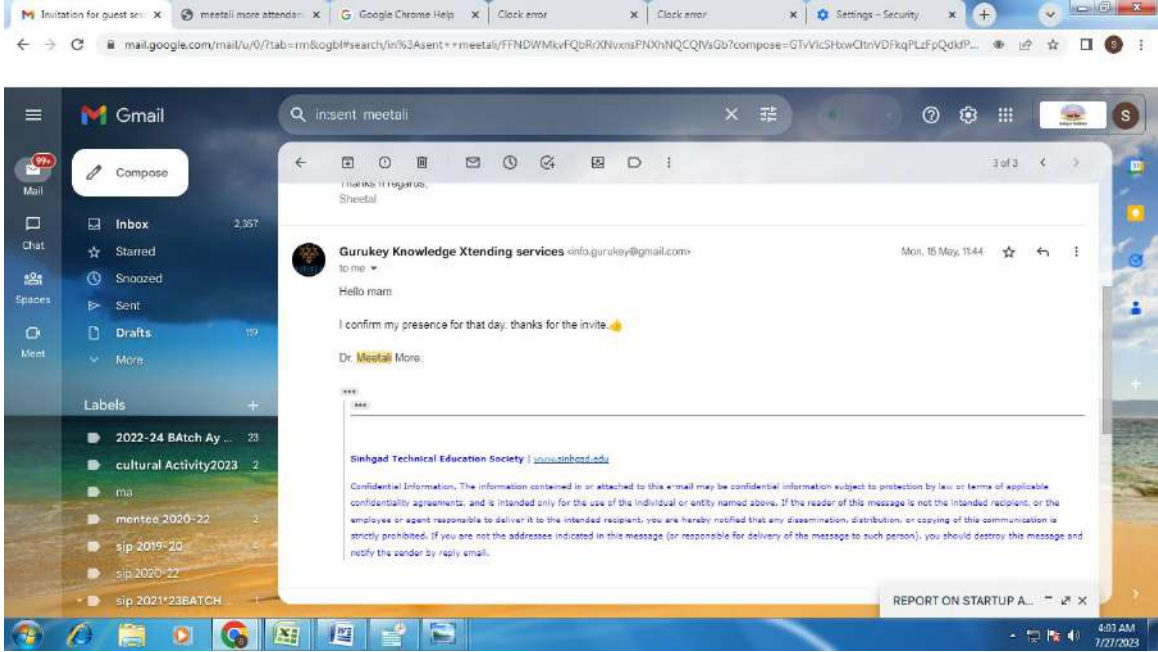 Invitation for guest ses
meetali more attendan
Google Chrome Help
Clock error
Clock error
Settings – Security
mail.google.com/mail/u/0/?tab=rm&ogbl#search/in%3Asent++meetali/
Gmail
in:sent meetali
S
99+
Mail
Compose
3 of 3
Thanks n regards,
Sheetal
Chat
Inbox 2,357
Starred
Gurukey Knowledge Xtending services <info.gurukey@gmail.com>
Mon, 15 May, 11:44
to me
Spaces
Snoozed
Hello mam
Sent
I confirm my presence for that day. thanks for the invite.👍
Meet
Drafts 119
More
Dr. Meetali More.
Labels
2022-24 BAtch Ay ... 23
cultural Activity2023 2
ma
mentee 2020-22 2
sip 2019-20 4
sip 2020-22
sip 2021*23BATCH 1
Sinhgad Technical Education Society | www.sinhgad.edu
Confidential Information. The information contained in or attached to this e-mail may be confidential information subject to protection by law or terms of applicable
confidentiality agreements, and is intended only for the use of the individual or entity named above. If the reader of this message is not the intended recipient, or the
employee or agent responsible to deliver it to the intended recipient, you are hereby notified that any dissemination, distribution, or copying of this communication is
strictly prohibited. If you are not the addressee indicated in this message (or responsible for delivery of the message to such person), you should destroy this message and
notify the sender by reply email.
REPORT ON STARTUP A...
4:03 AM
7/27/2023